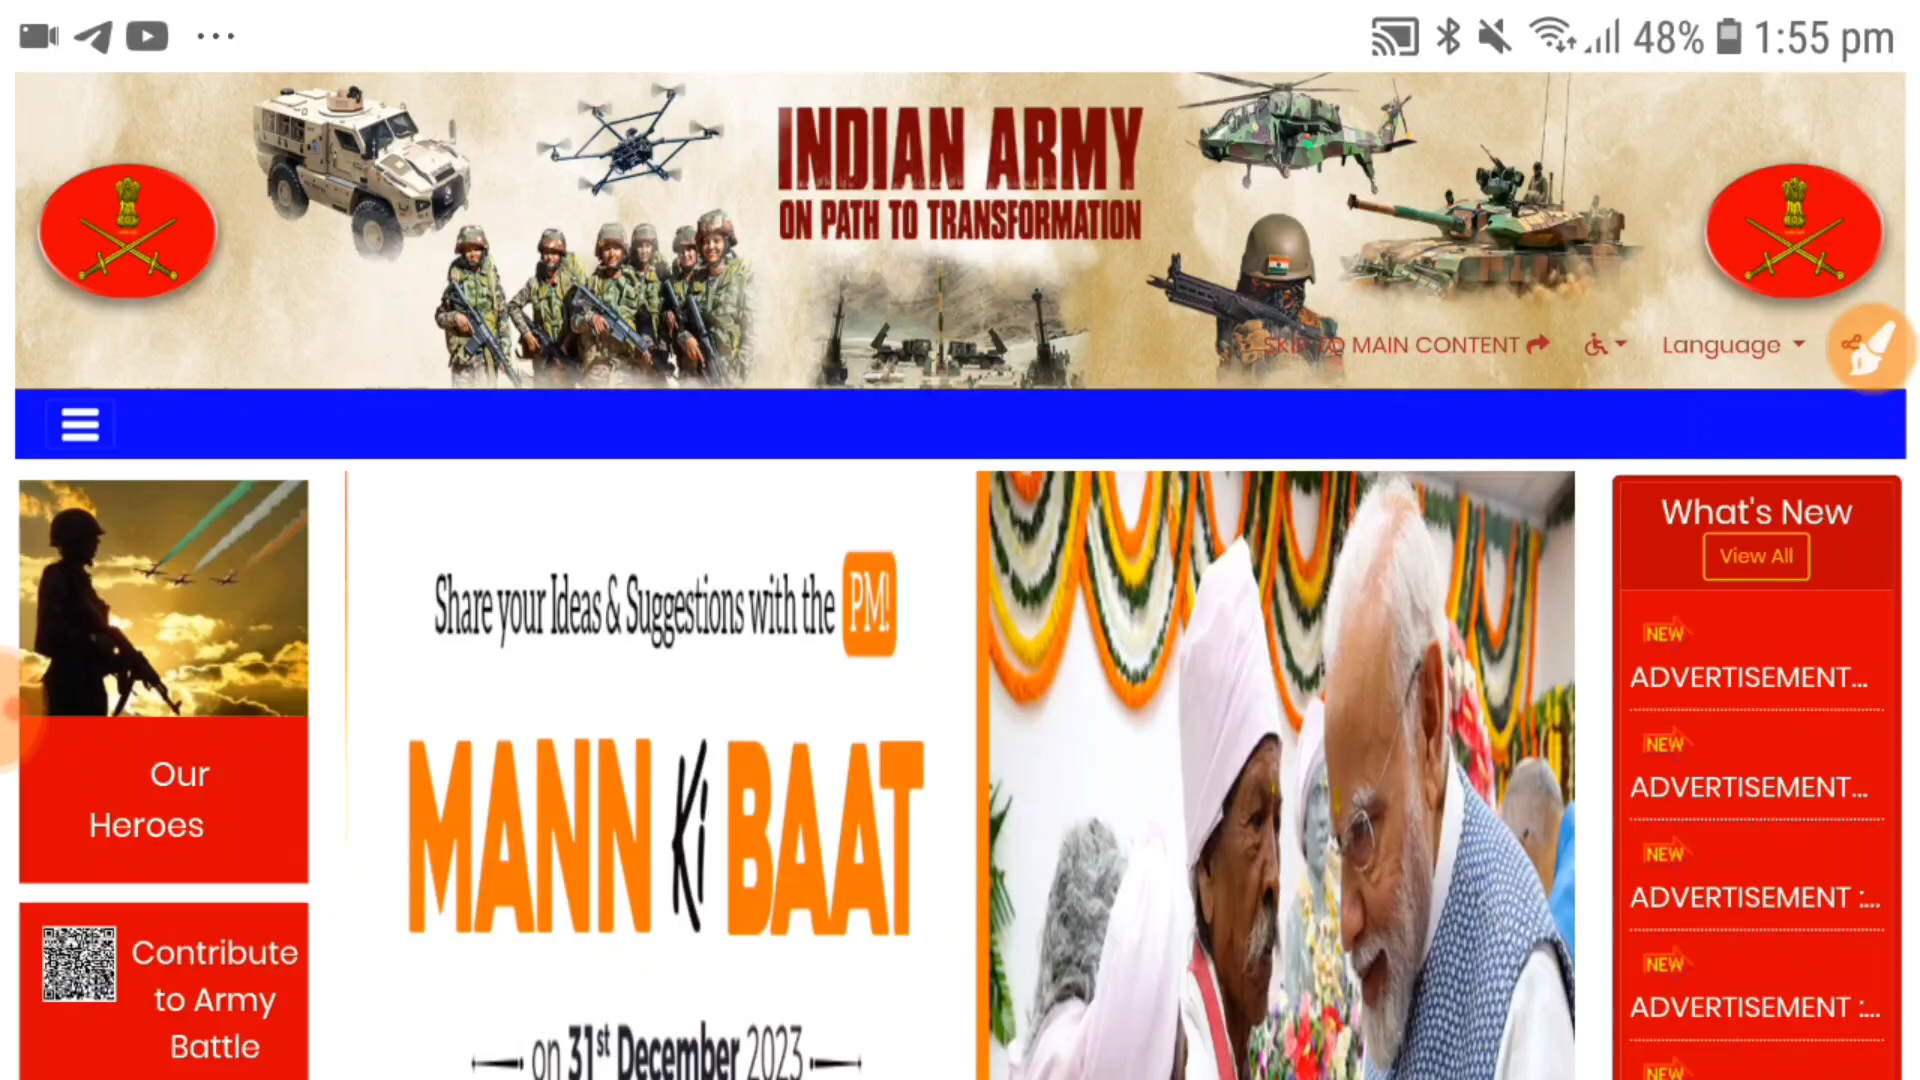 48% 1:55 pm
INDIAN ARMY
ON PATH TO TRANSFORMATION
SKIP TO MAIN CONTENT
Language
Our
Heroes
Contribute
to Army
Battle
Share your Ideas & Suggestions with the PM!
MANN Ki BAAT
on 31st December 2023
What's New
View All
NEW
ADVERTISEMENT...
NEW
ADVERTISEMENT...
NEW
ADVERTISEMENT :...
NEW
ADVERTISEMENT :...
NEW